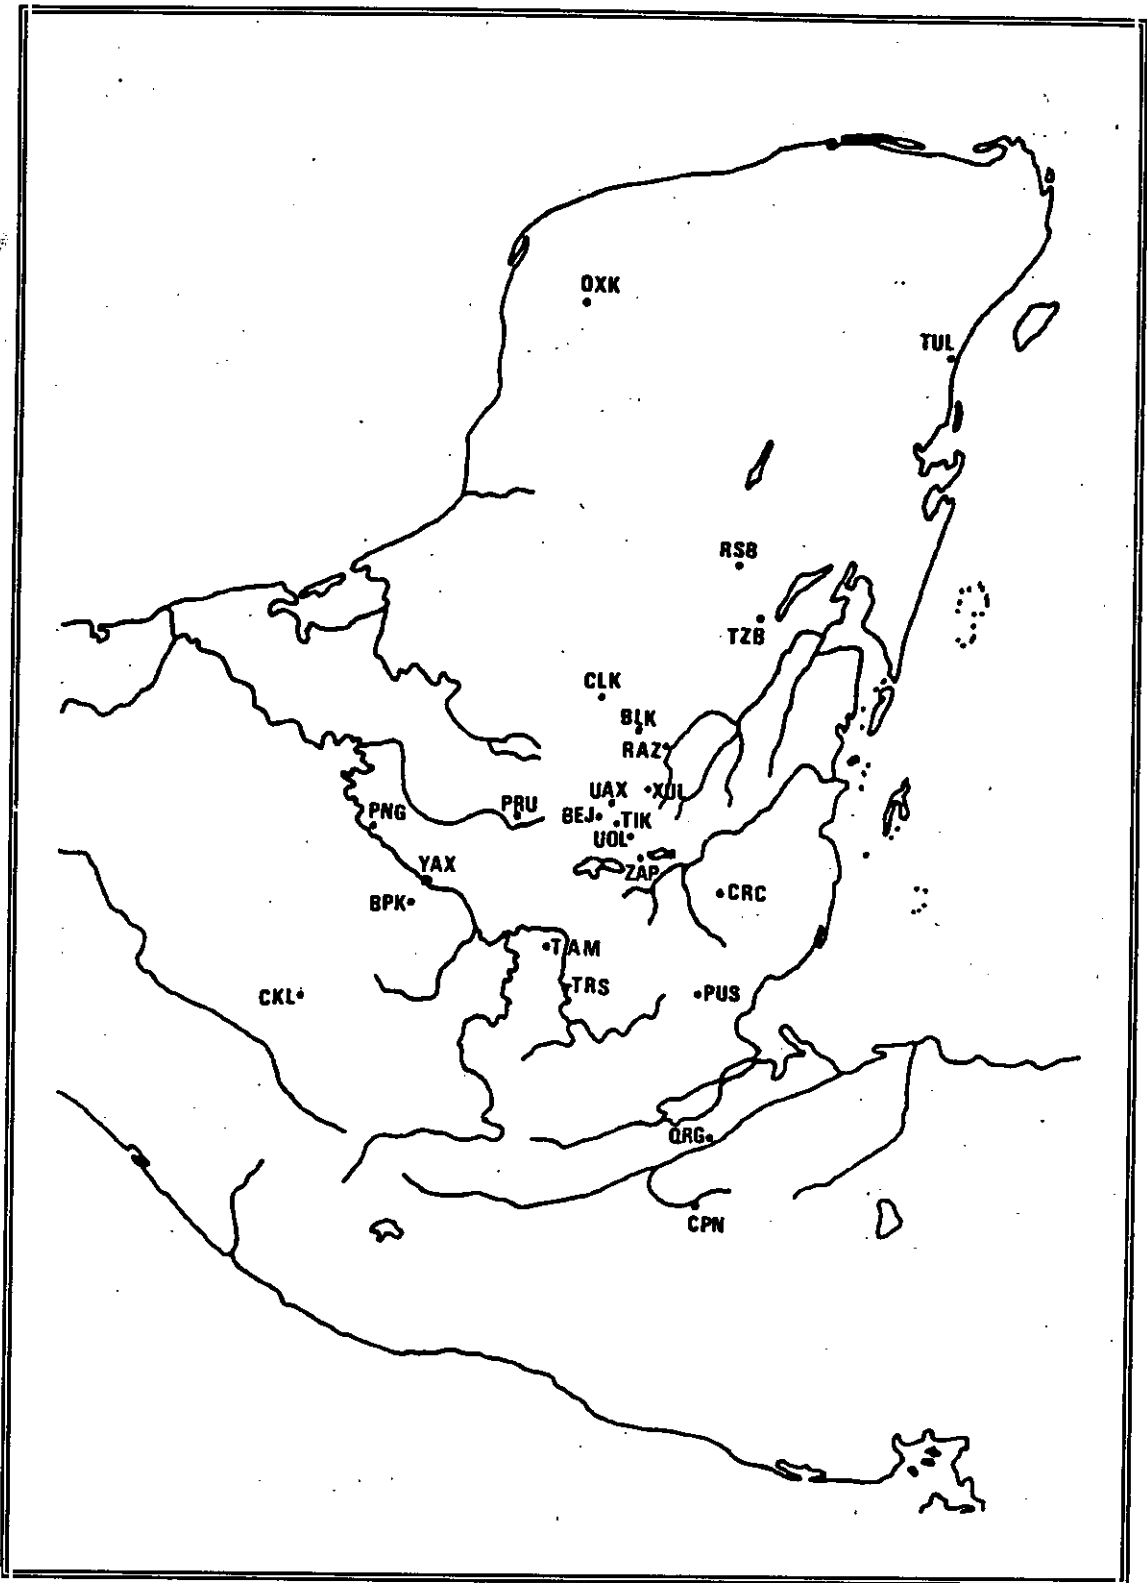 OXK
TUL
RSB
TZB
CLK
BLK
RAZ
UAX
XUL
PRU
PNG
BEJ
TIK
UOL
YAX
ZAP
BPK
CRC
TAM
TRS
CKL
PUS
QRG
CPN